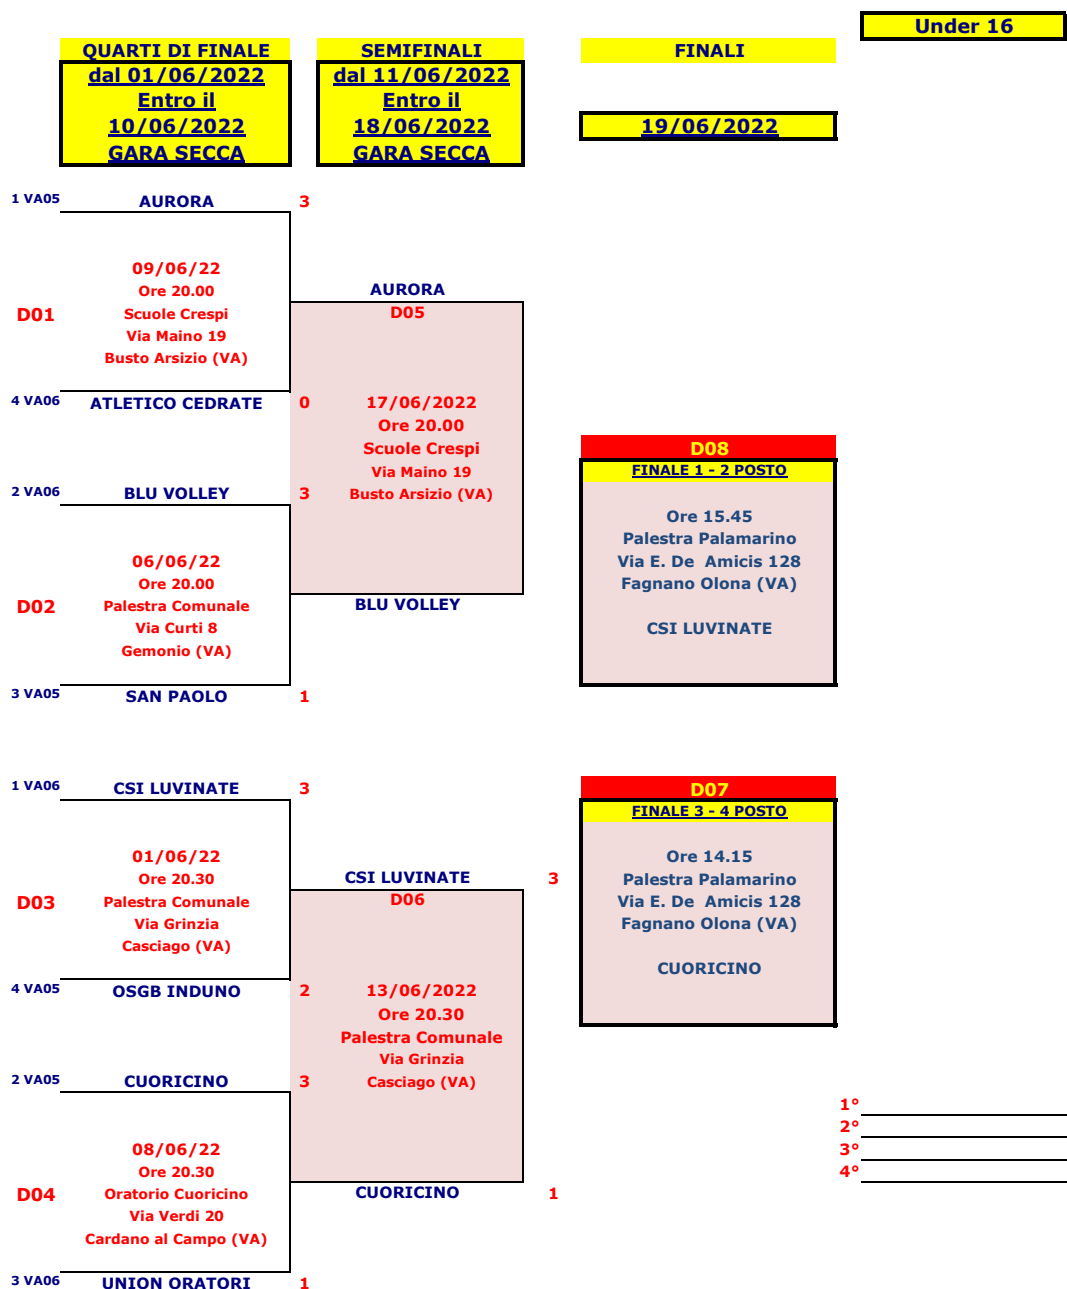 Under 16
QUARTI DI FINALE
dal 01/06/2022
Entro il
10/06/2022
GARA SECCA
SEMIFINALI
dal 11/06/2022
Entro il
18/06/2022
GARA SECCA
FINALI
19/06/2022
1 VA05 AURORA 3
D01
09/06/22
Ore 20.00
Scuole Crespi
Via Maino 19
Busto Arsizio (VA)
4 VA06 ATLETICO CEDRATE 0
2 VA06 BLU VOLLEY 3
D02
06/06/22
Ore 20.00
Palestra Comunale
Via Curti 8
Gemonio (VA)
3 VA05 SAN PAOLO 1
AURORA
D05
17/06/2022
Ore 20.00
Scuole Crespi
Via Maino 19
Busto Arsizio (VA)
BLU VOLLEY
D08
FINALE 1 - 2 POSTO
Ore 15.45
Palestra Palamarino
Via E. De Amicis 128
Fagnano Olona (VA)
CSI LUVINATE
1 VA06 CSI LUVINATE 3
D03
01/06/22
Ore 20.30
Palestra Comunale
Via Grinzia
Casciago (VA)
4 VA05 OSGB INDUNO 2
2 VA05 CUORICINO 3
D04
08/06/22
Ore 20.30
Oratorio Cuoricino
Via Verdi 20
Cardano al Campo (VA)
3 VA06 UNION ORATORI 1
CSI LUVINATE 3
D06
13/06/2022
Ore 20.30
Palestra Comunale
Via Grinzia
Casciago (VA)
CUORICINO 1
D07
FINALE 3 - 4 POSTO
Ore 14.15
Palestra Palamarino
Via E. De Amicis 128
Fagnano Olona (VA)
CUORICINO
1°
2°
3°
4°